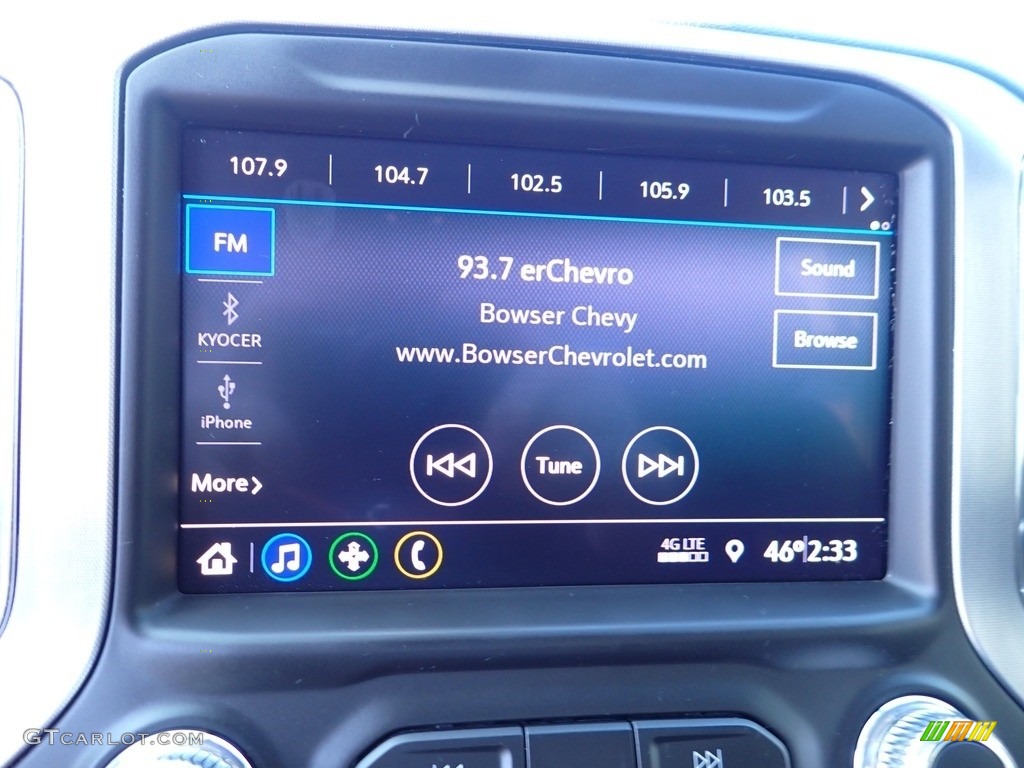 107.9 104.7 102.5 105.9 103.5
FM
93.7 erChevro
Sound
Bowser Chevy
KYOCER
www.BowserChevrolet.com
Browse
iPhone
More
Tune
4G LTE
46° 2:33
GTCARLOT.COM